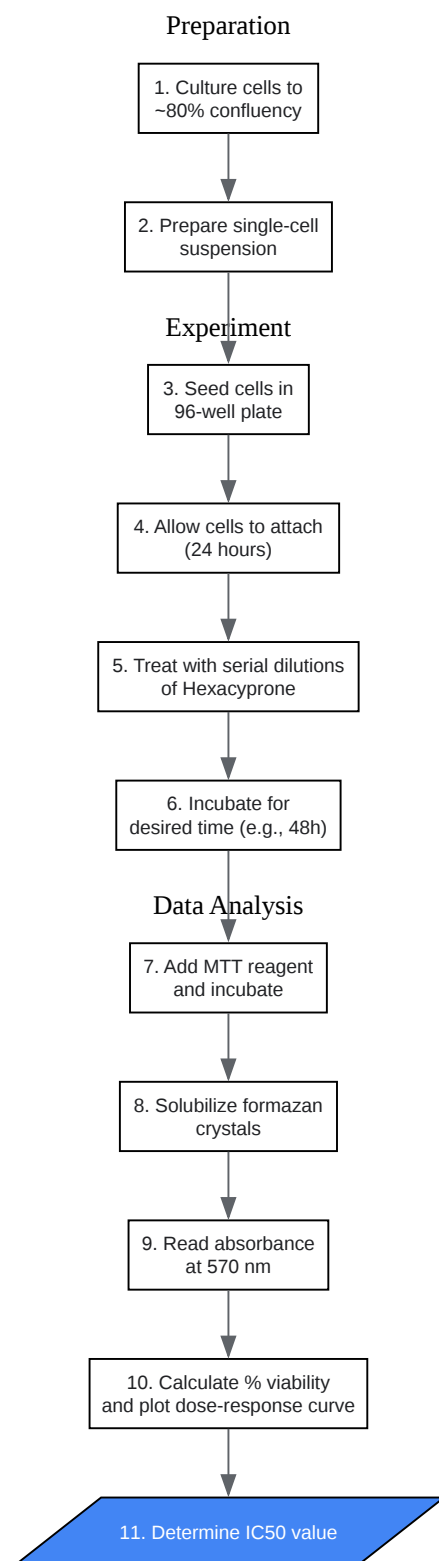 Preparation
1. Culture cells to
~80% confluency
2. Prepare single-cell
suspension
Experiment
3. Seed cells in
96-well plate
4. Allow cells to attach
(24 hours)
5. Treat with serial dilutions
of Hexacyprone
6. Incubate for
desired time (e.g., 48h)
Data Analysis
7. Add MTT reagent
and incubate
8. Solubilize formazan
crystals
9. Read absorbance
at 570 nm
10. Calculate % viability
and plot dose-response curve
11. Determine IC50 value